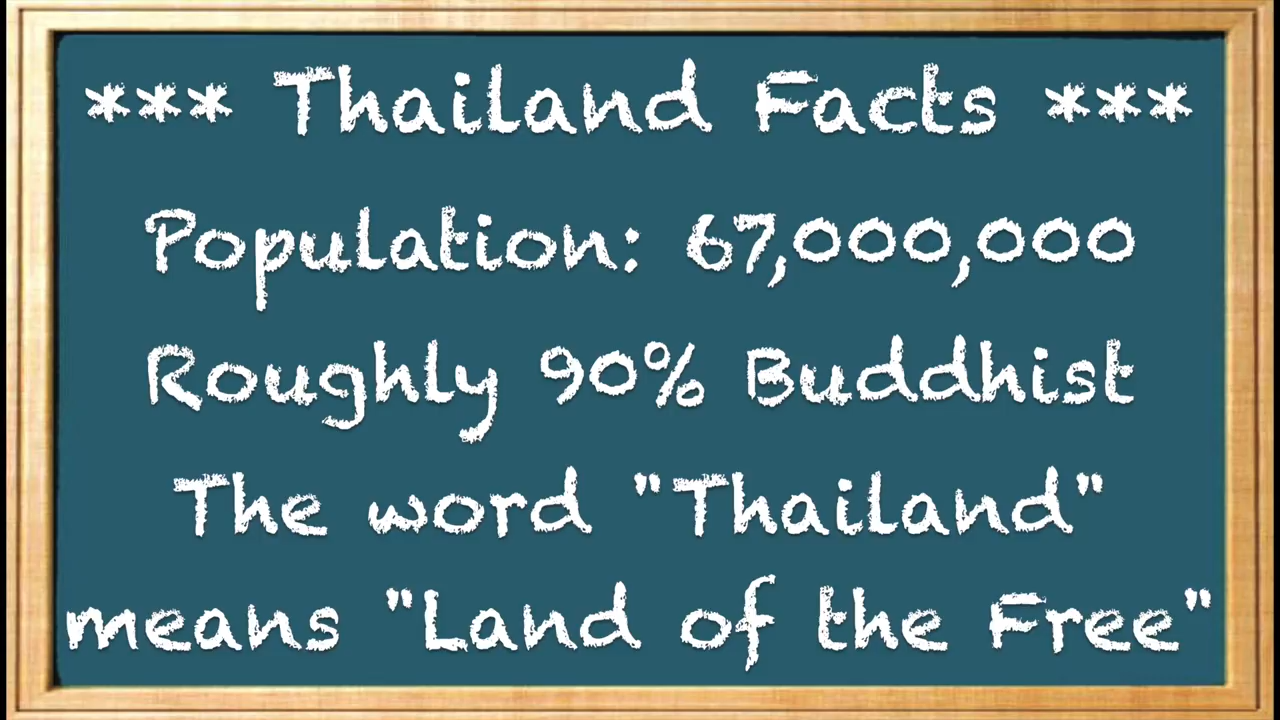 *** Thailand Facts ***
Population: 67,000,000
Roughly 90% Buddhist
The word "Thailand"
means "Land of the Free"